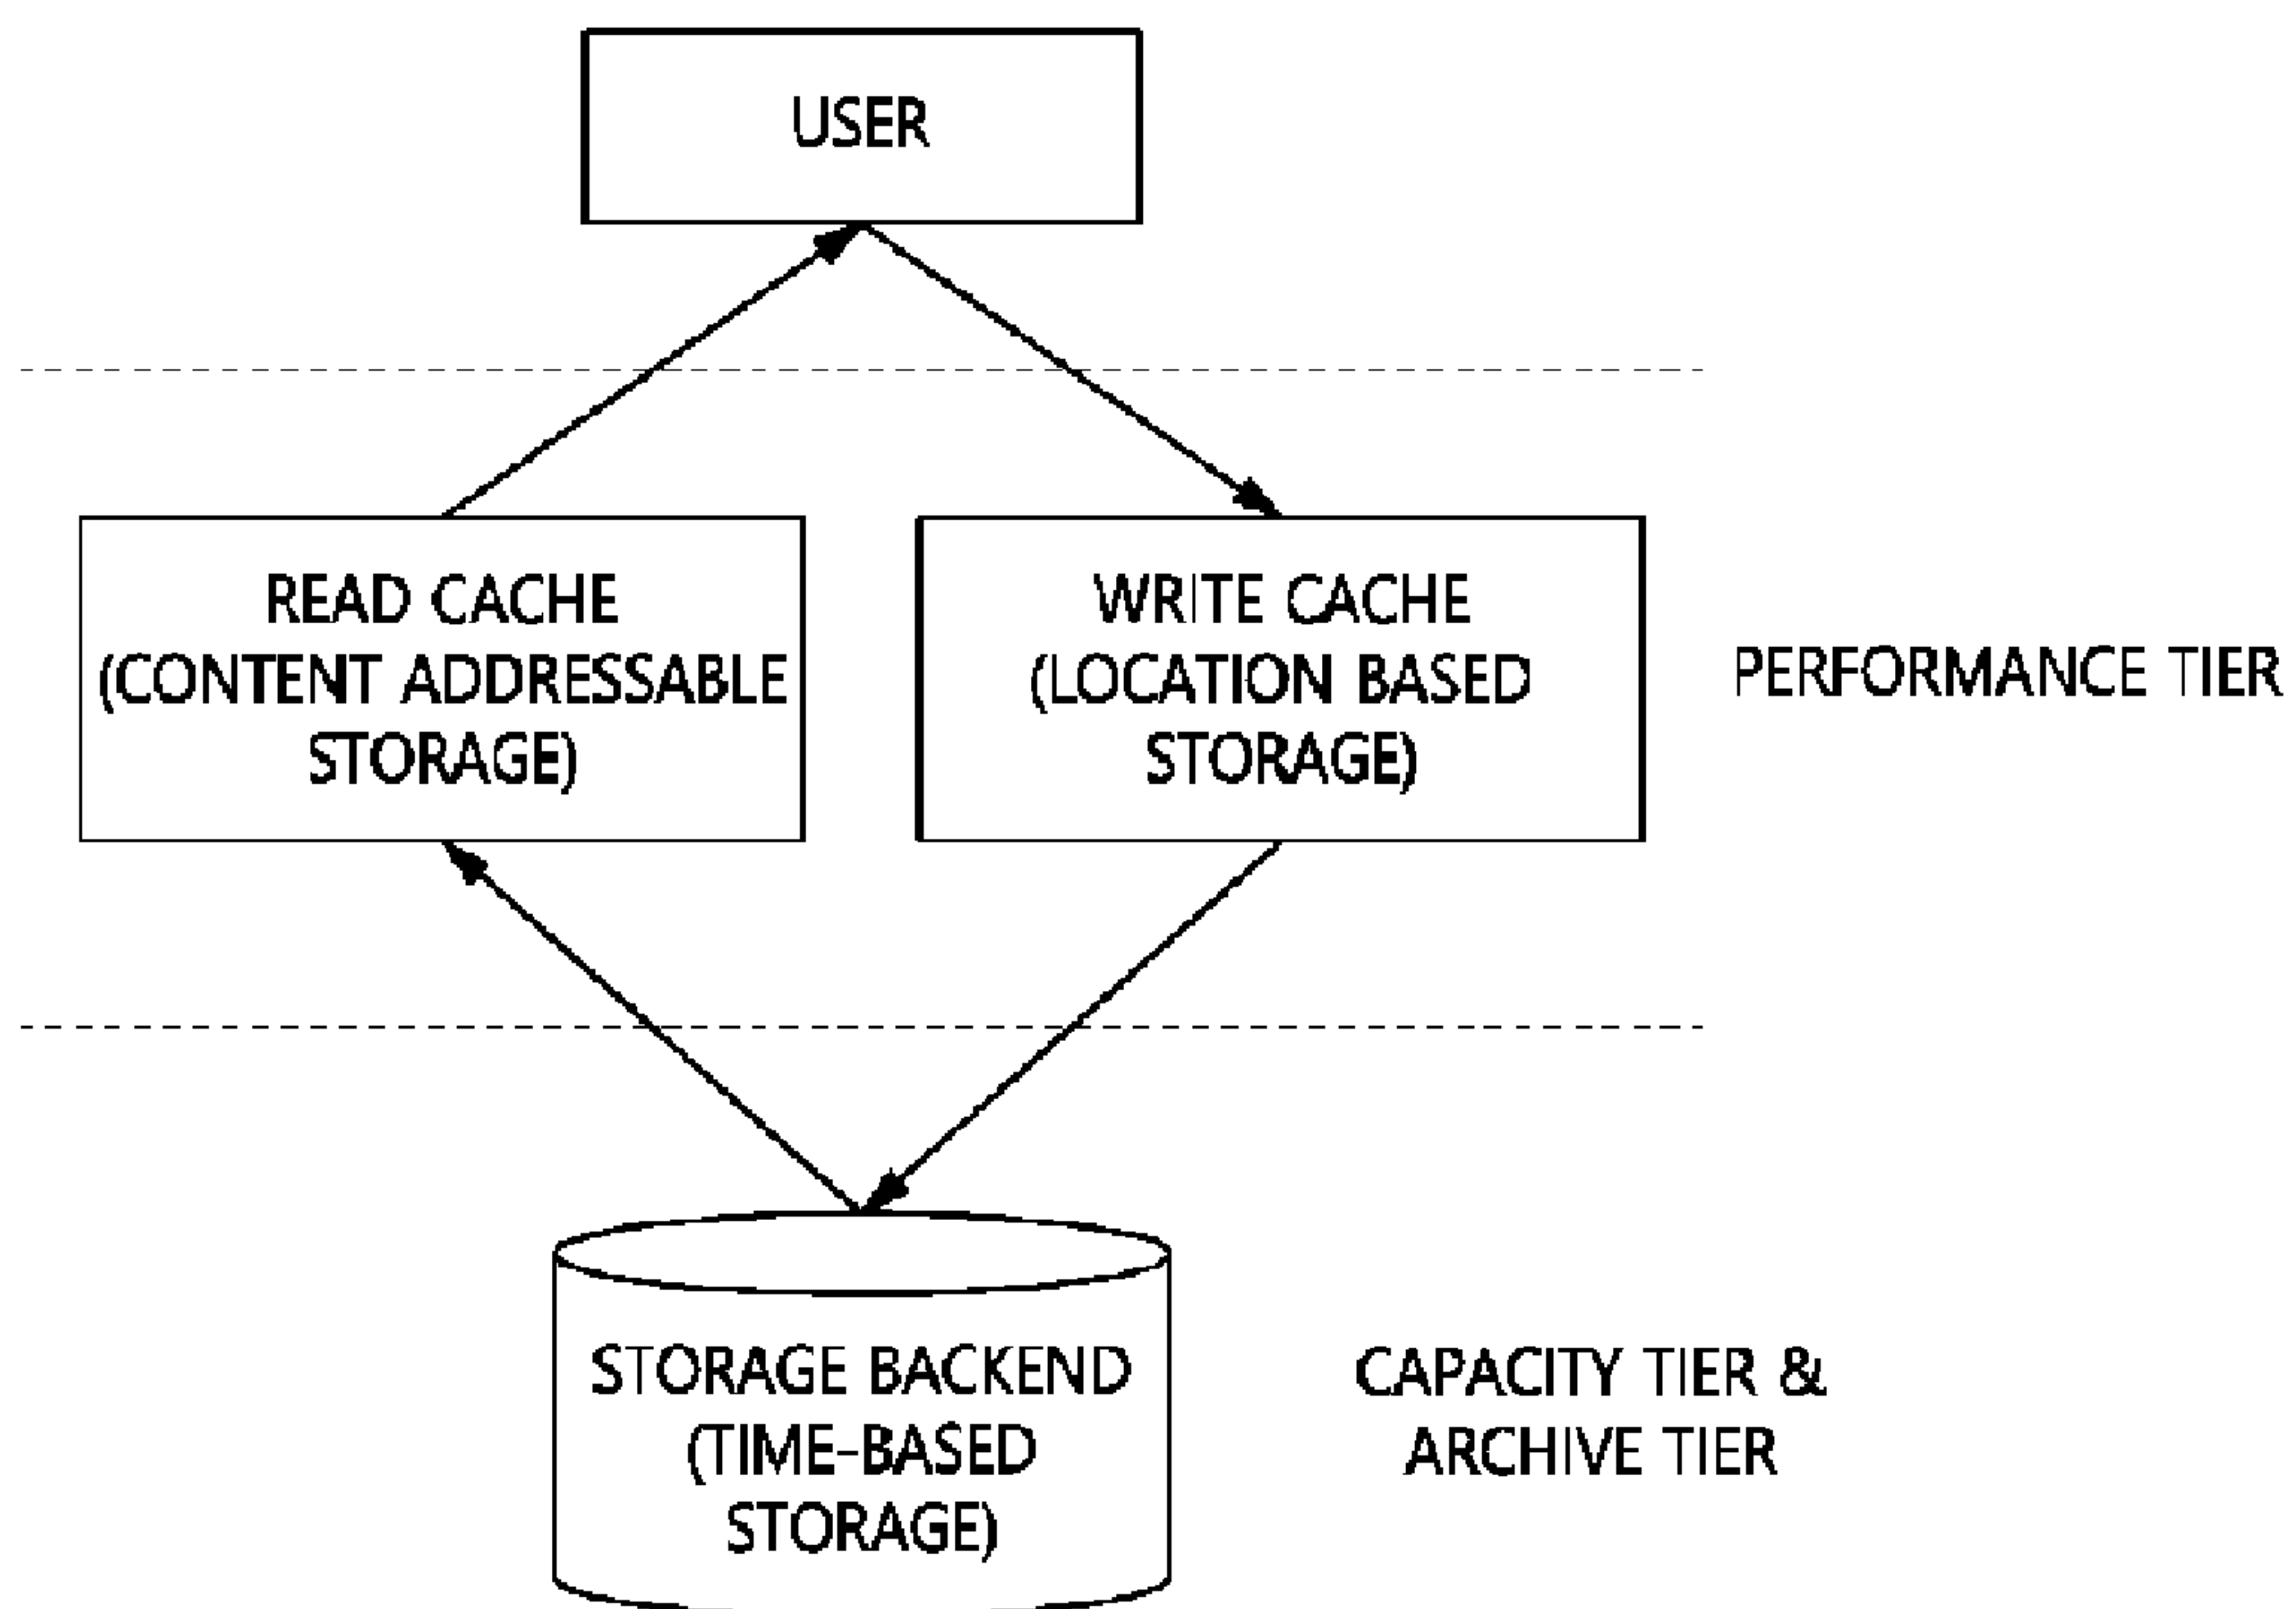 USER
READ CACHE
(CONTENT ADDRESSABLE
STORAGE)
WRITE CACHE
(LOCATION BASED
STORAGE)
PERFORMANCE TIER
STORAGE BACKEND
(TIME-BASED
STORAGE)
CAPACITY TIER &
ARCHIVE TIER